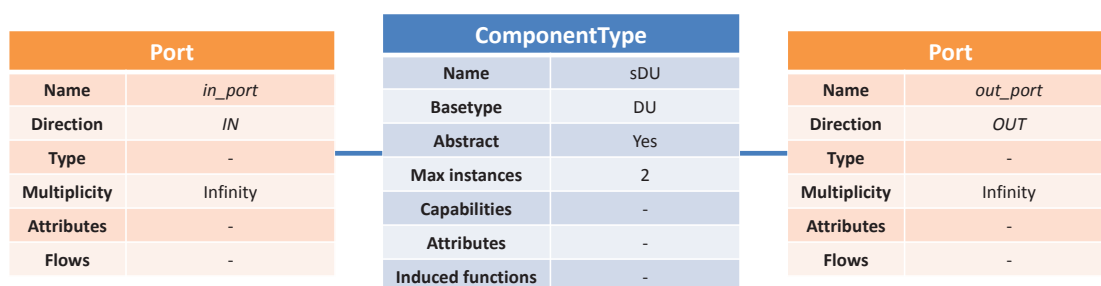 Port
Name in_port
Direction IN
Type -
Multiplicity Infinity
Attributes -
Flows -
ComponentType
Name sDU
Basetype DU
Abstract Yes
Max instances 2
Capabilities -
Attributes -
Induced functions -
Port
Name out_port
Direction OUT
Type -
Multiplicity Infinity
Attributes -
Flows -